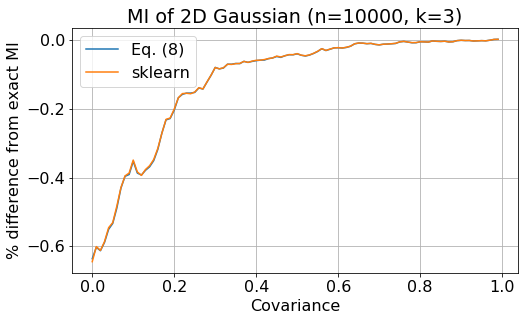 MI of 2D Gaussian (n=10000, k=3)
Eq. (8)
sklearn
% difference from exact MI
0.0
−0.2
−0.4
−0.6
0.0 0.2 0.4 0.6 0.8 1.0
Covariance